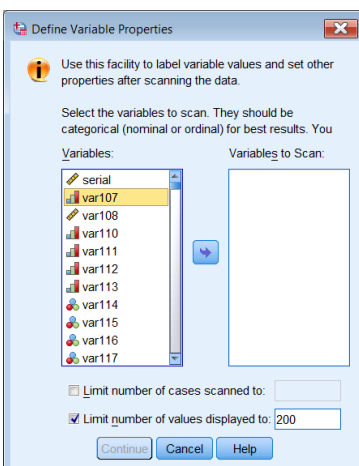 Define Variable Properties
Use this facility to label variable values and set other
properties after scanning the data.
Select the variables to scan. They should be
categorical (nominal or ordinal) for best results. You
Variables:
Variables to Scan:
serial
var107
var108
var110
var111
var112
var113
var114
var115
var116
var117
Limit number of cases scanned to:
Limit number of values displayed to: 200
Continue Cancel Help